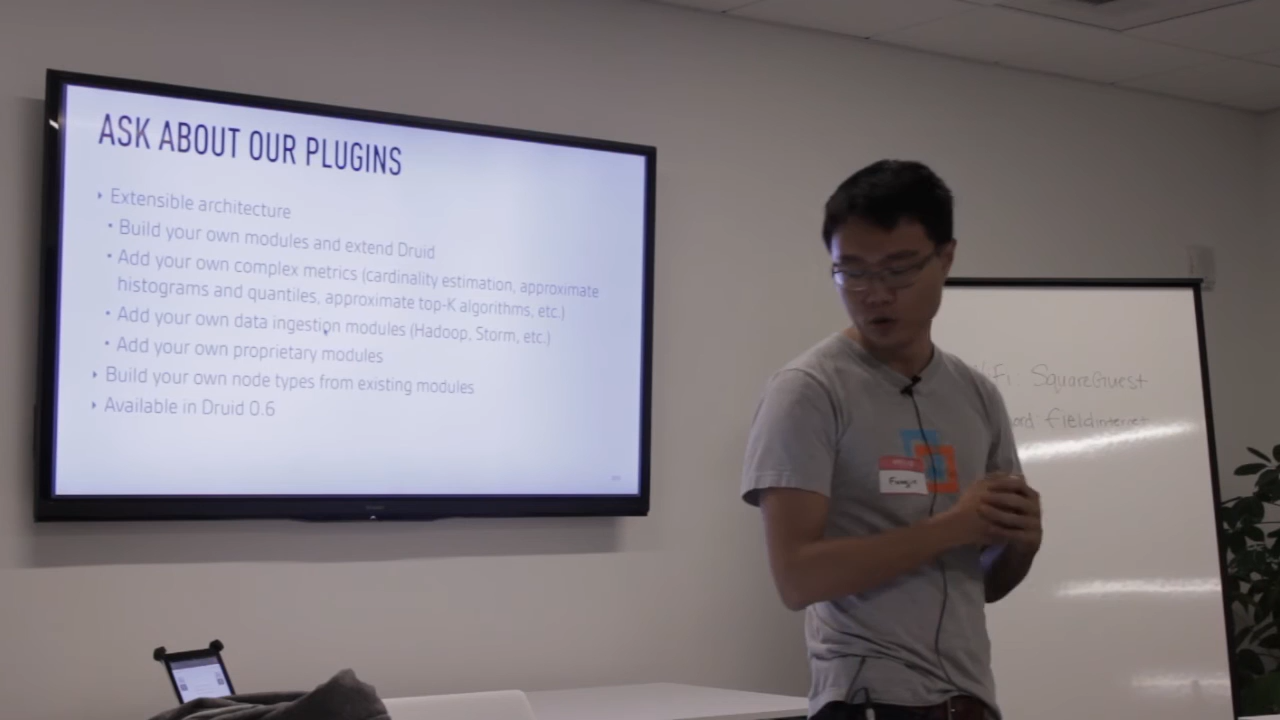 ASK ABOUT OUR PLUGINS
‣ Extensible architecture
• Build your own modules and extend Druid
• Add your own complex metrics (cardinality estimation, approximate
histograms and quantiles, approximate top-K algorithms, etc.)
• Add your own data ingestion modules (Hadoop, Storm, etc.)
• Add your own proprietary modules
‣ Build your own node types from existing modules
‣ Available in Druid 0.6
SquareGuest
Fangjin